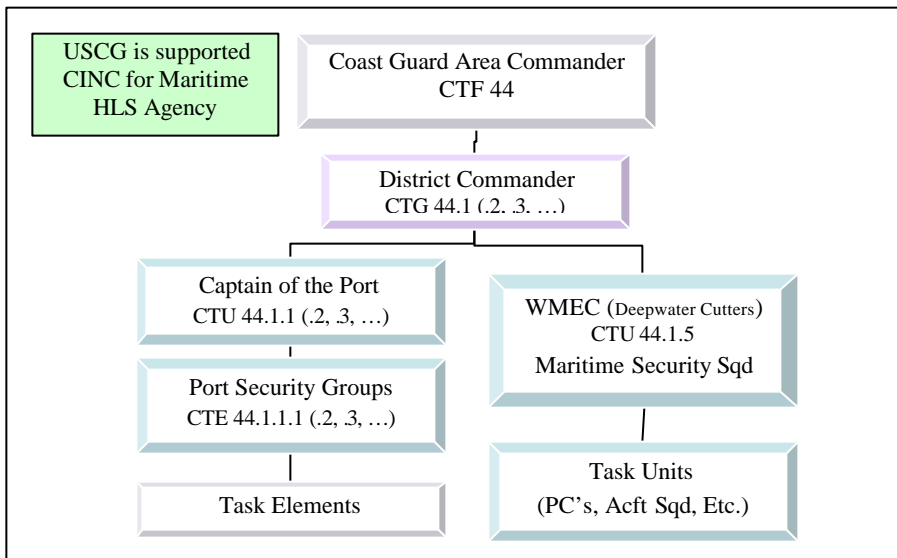 USCG is supported
CINC for Maritime
HLS Agency
Coast Guard Area Commander
CTF 44
District Commander
CTG 44.1 (.2, .3, …)
Captain of the Port
CTU 44.1.1 (.2, .3, …)
WMEC (Deepwater Cutters)
CTU 44.1.5
Maritime Security Sqd
Port Security Groups
CTE 44.1.1.1 (.2, .3, …)
Task Elements
Task Units
(PC’s, Acft Sqd, Etc.)